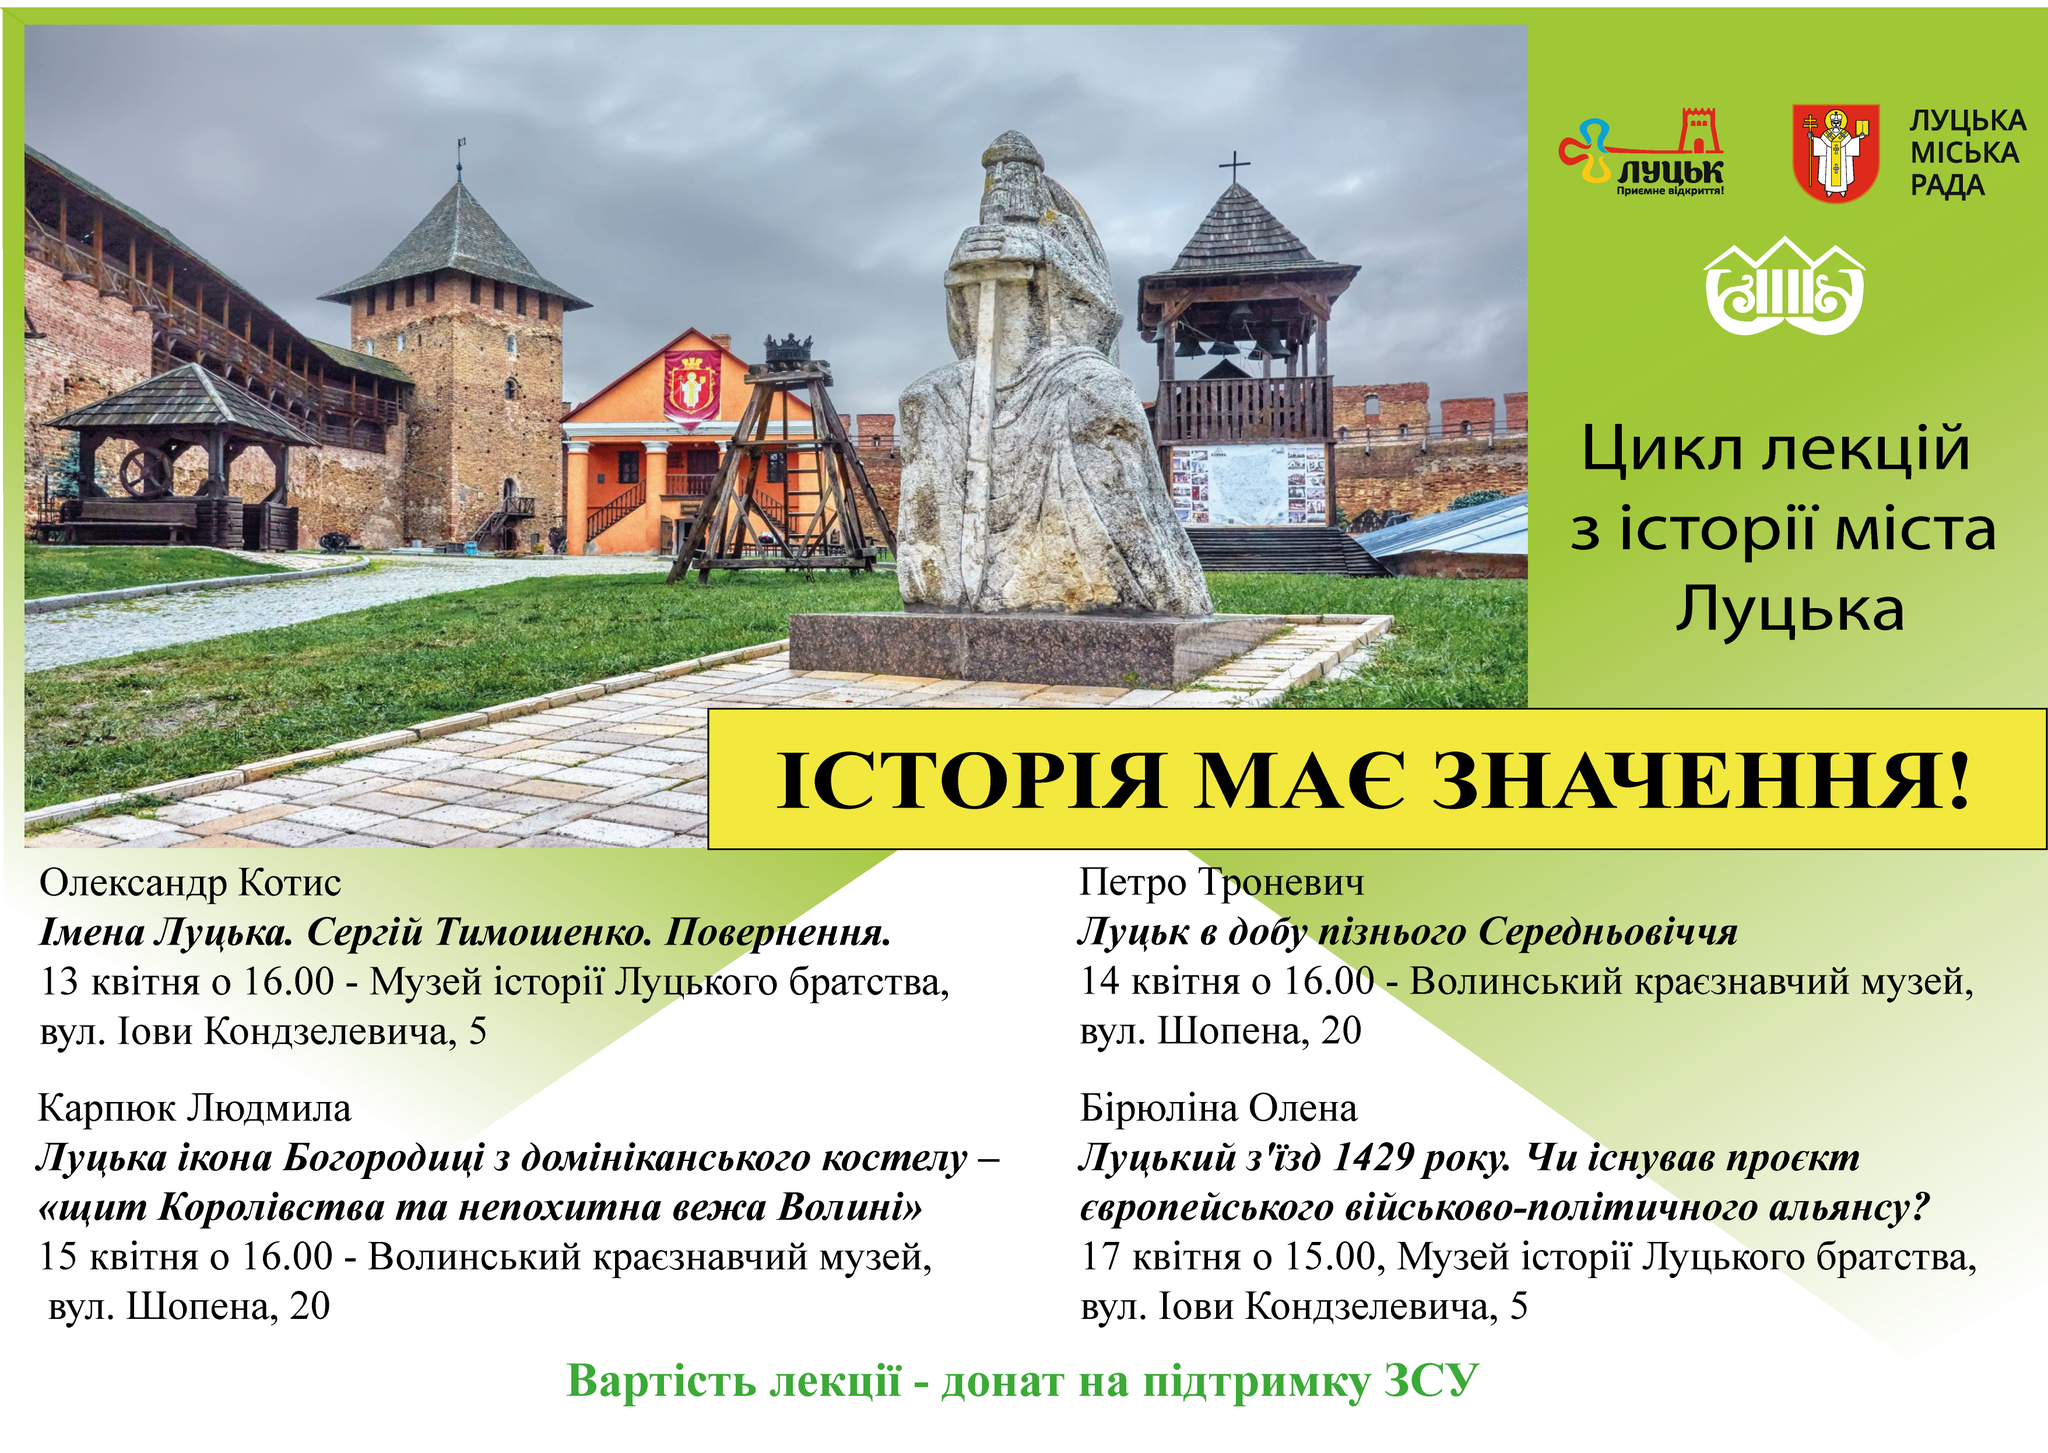 ЛУЦЬК
Приємне відкриття!
ЛУЦЬКА
МІСЬКА
РАДА
Цикл лекцій
з історії міста
Луцька
ІСТОРІЯ МАЄ ЗНАЧЕННЯ!
Олександр Котис
Імена Луцька. Сергій Тимошенко. Повернення.
13 квітня о 16.00 - Музей історії Луцького братства,
вул. Іови Кондзелевича, 5
Петро Троневич
Луцьк в добу пізнього Середньовіччя
14 квітня о 16.00 - Волинський краєзнавчий музей,
вул. Шопена, 20
Карпюк Людмила
Луцька ікона Богородиці з домініканського костелу –
«щит Королівства та непохитна вежа Волині»
15 квітня о 16.00 - Волинський краєзнавчий музей,
вул. Шопена, 20
Бірюліна Олена
Луцький з'їзд 1429 року. Чи існував проєкт
європейського військово-політичного альянсу?
17 квітня о 15.00, Музей історії Луцького братства,
вул. Іови Кондзелевича, 5
Вартість лекції - донат на підтримку ЗСУ